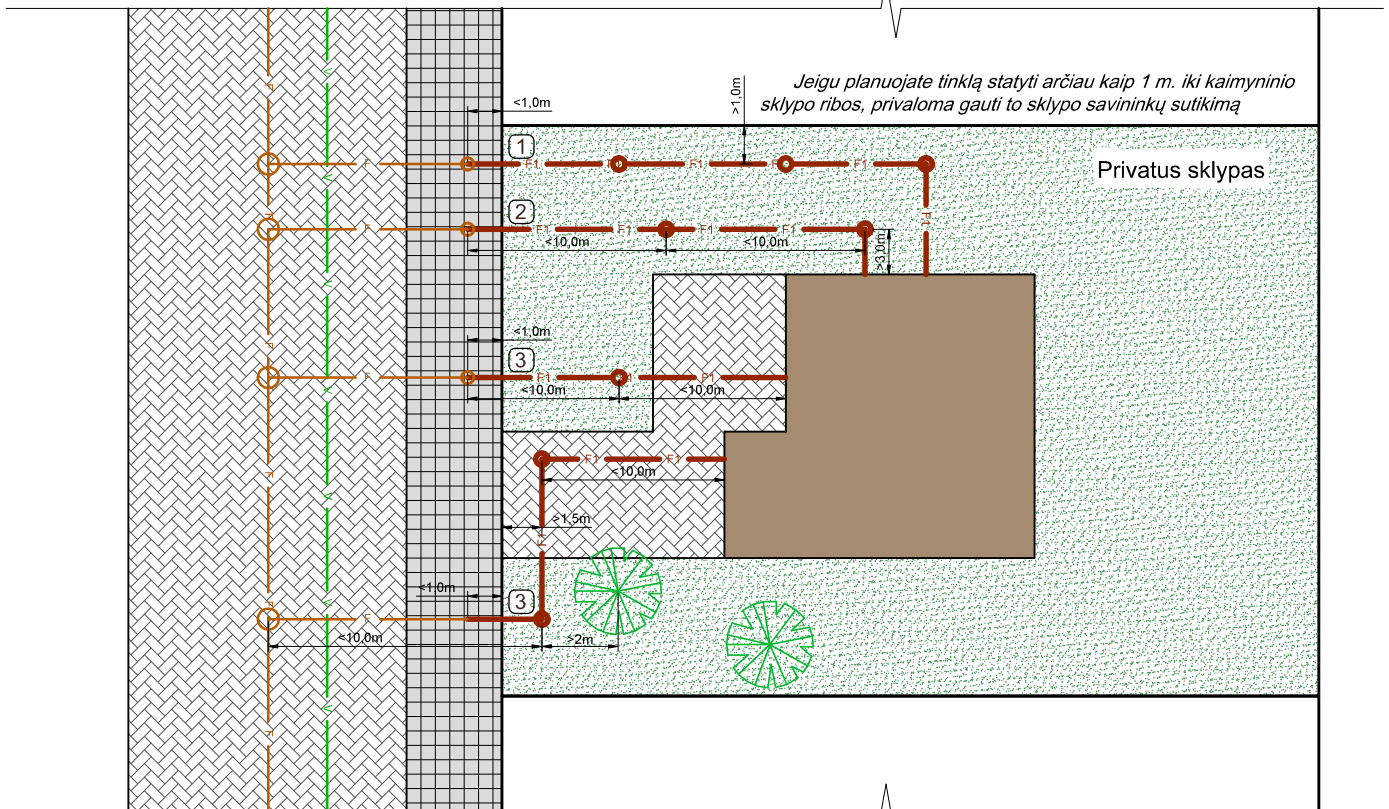 Jeigu planuojate tinklą statyti arčiau kaip 1 m. iki kaimyninio
sklypo ribos, privaloma gauti to sklypo savininkų sutikimą
>1,0m
<1,0m
1
F F1 F1 F1
Privatus sklypas
2
F F1 F1 F1 F1
F1
<10,0m <10,0m
>3,0m
<1,0m
3
F F1 F1
<10,0m <10,0m
F1 F1
<10,0m
>1,5m
F1
<1,0m
3
F
<10,0m >2m
F
F
F
F
F
F
V
V
V
V
V
V
V